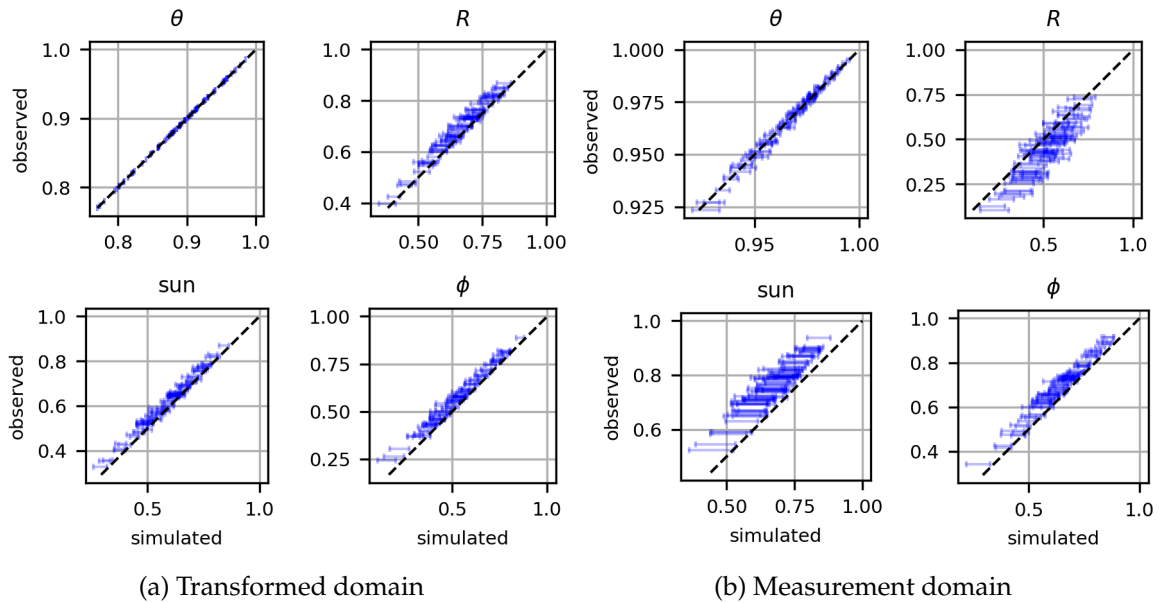 θ
1.0
0.9
0.8
observed
0.8 0.9 1.0
R
1.0
0.8
0.6
0.4
0.50 0.75 1.00
sun
1.0
0.8
0.6
0.4
observed
0.5 1.0
simulated
ϕ
1.00
0.75
0.50
0.25
0.5 1.0
simulated
(a) Transformed domain
θ
1.000
0.975
0.950
0.925
observed
0.95 1.00
R
1.00
0.75
0.50
0.25
0.5 1.0
sun
1.0
0.8
0.6
observed
0.50 0.75 1.00
simulated
ϕ
1.0
0.8
0.6
0.4
0.5 1.0
simulated
(b) Measurement domain